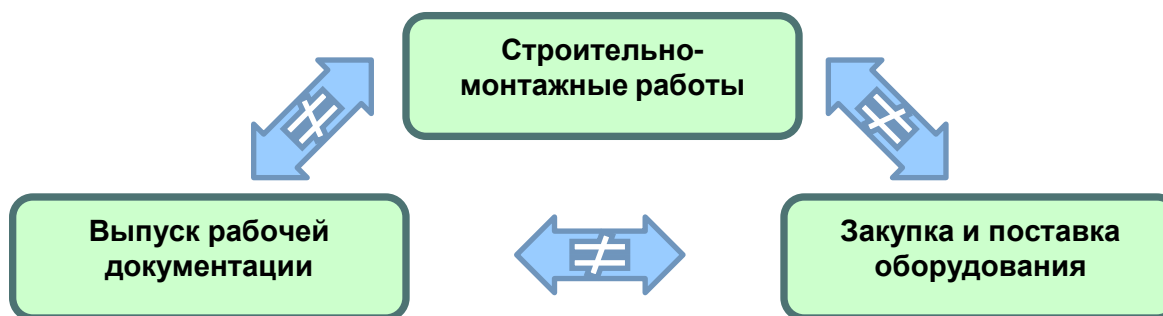 Строительно-
монтажные работы
≠
≠
Выпуск рабочей
документации
≠
Закупка и поставка
оборудования